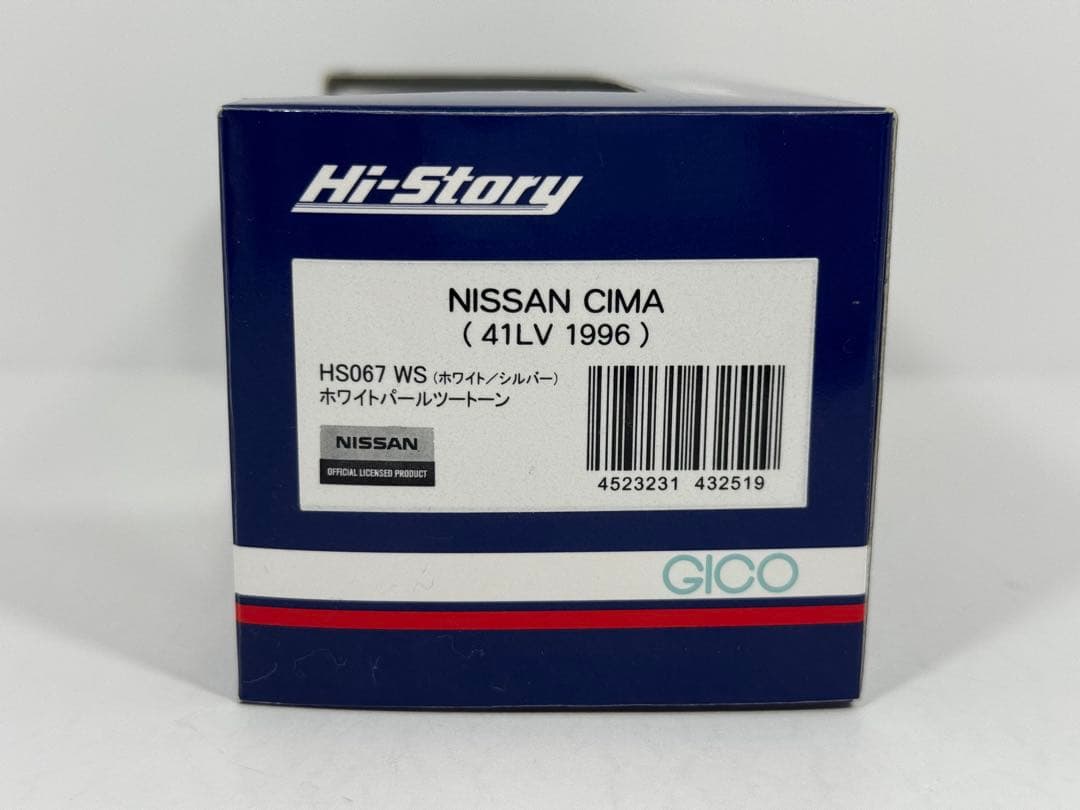 Hi-Story
NISSAN CIMA
( 41LV 1996 )
HS067 WS (ホワイト／シルバー)
ホワイトパールツートーン
NISSAN
OFFICIAL LICENSED PRODUCT
4523231 432519
GICO